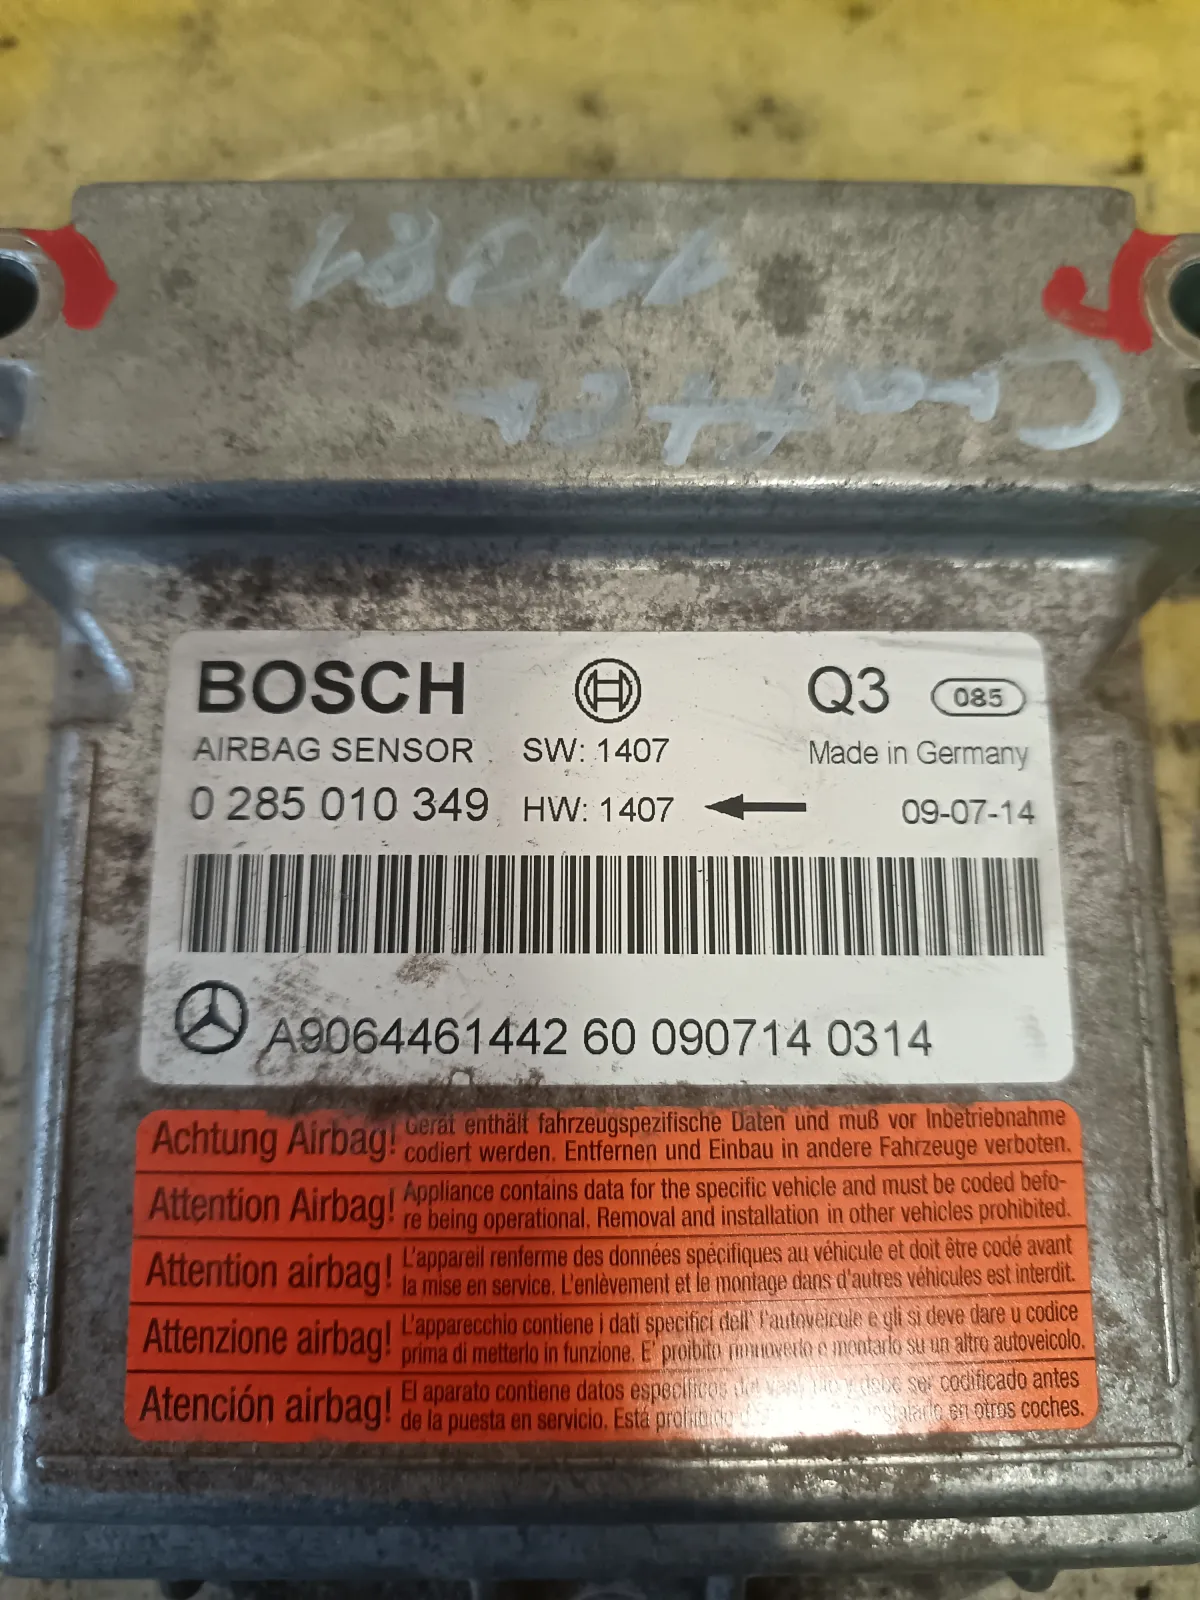 BOSCH Q3 085
AIRBAG SENSOR SW: 1407 Made in Germany
0 285 010 349 HW: 1407 09-07-14
A9064461442 60 090714 0314
Achtung Airbag! Gerät enthält fahrzeugspezifische Daten und muß vor Inbetriebnahme
codiert werden. Entfernen und Einbau in andere Fahrzeuge verboten.
Attention Airbag! Appliance contains data for the specific vehicle and must be coded befo-
re being operational. Removal and installation in other vehicles prohibited.
Attention airbag! L'appareil renferme des données spécifiques au véhicule et doit être codé avant
la mise en service. L'enlèvement et le montage dans d'autres véhicules est interdit.
Attenzione airbag! L'apparecchio contiene i dati specifici dell' l'autoveicolo e gli si deve dare u codice
prima di metterlo in funzione. E' proibito rimuoverlo e montarlo su un altro autoveicolo.
Atención airbag! El aparato contiene datos específicos del y debe ser codificado antes
de la puesta en servicio. Está prohibido instalarlo en otros coches.